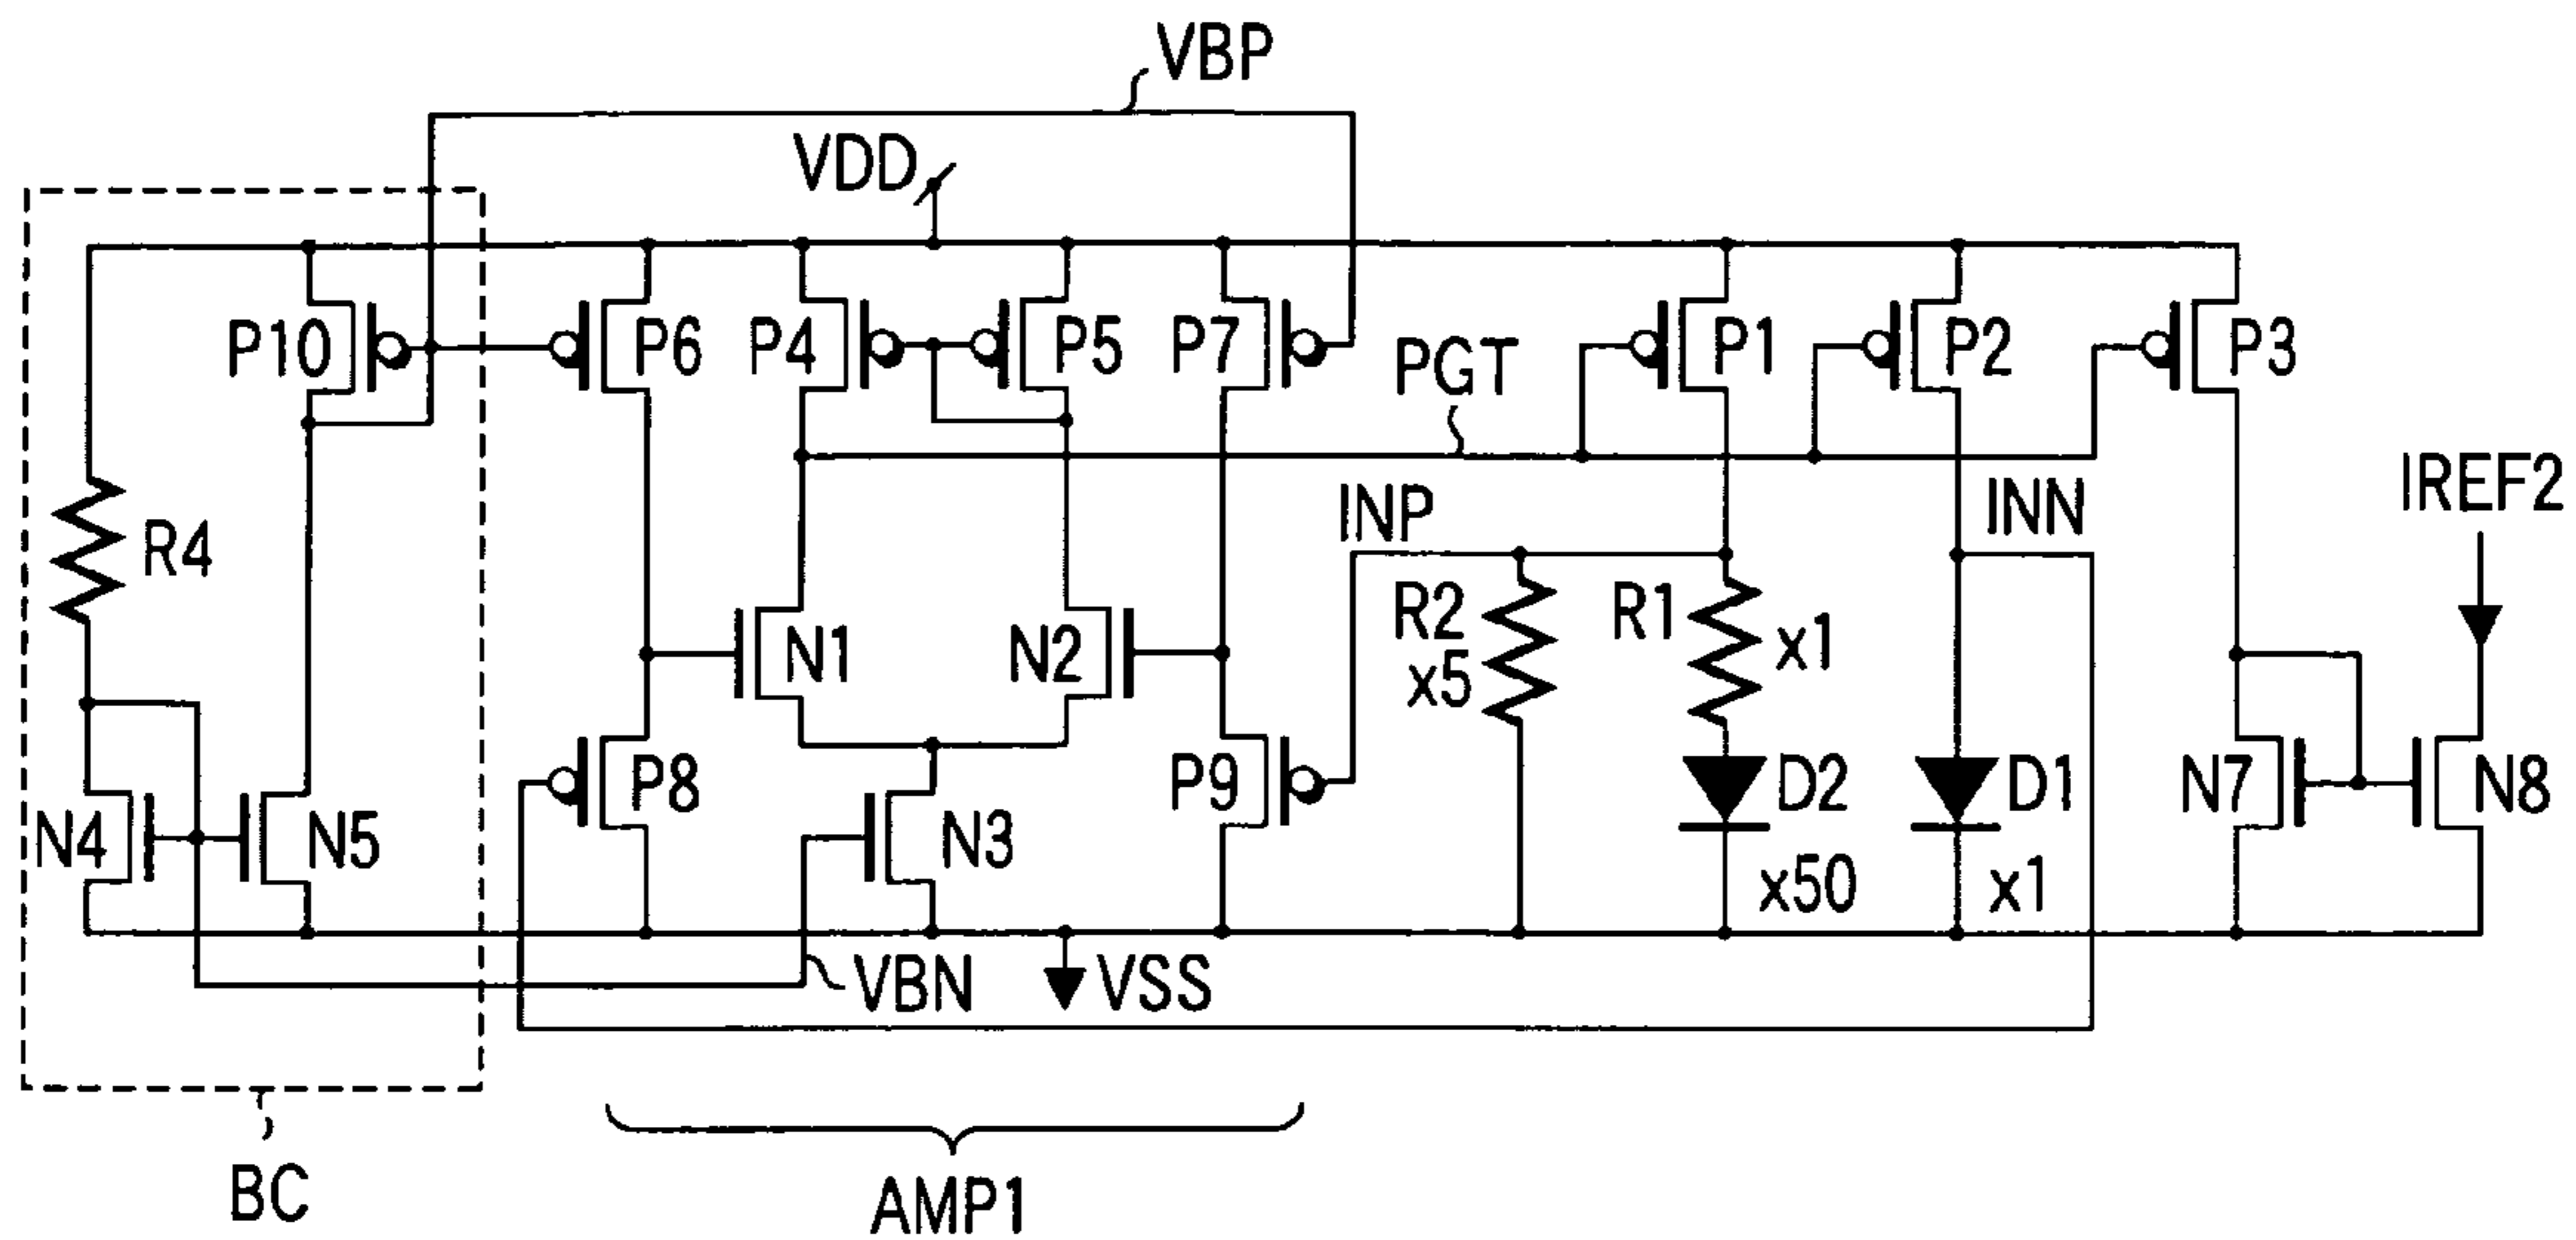 VBP
VDD
P10
P6
P4
P5
P7
PGT
P1
P2
P3
IREF2
INP
INN
R4
R2
x5
R1
x1
N1
N2
N4
N5
P8
N3
P9
D2
x50
D1
x1
N7
N8
VBN
VSS
BC
AMP1